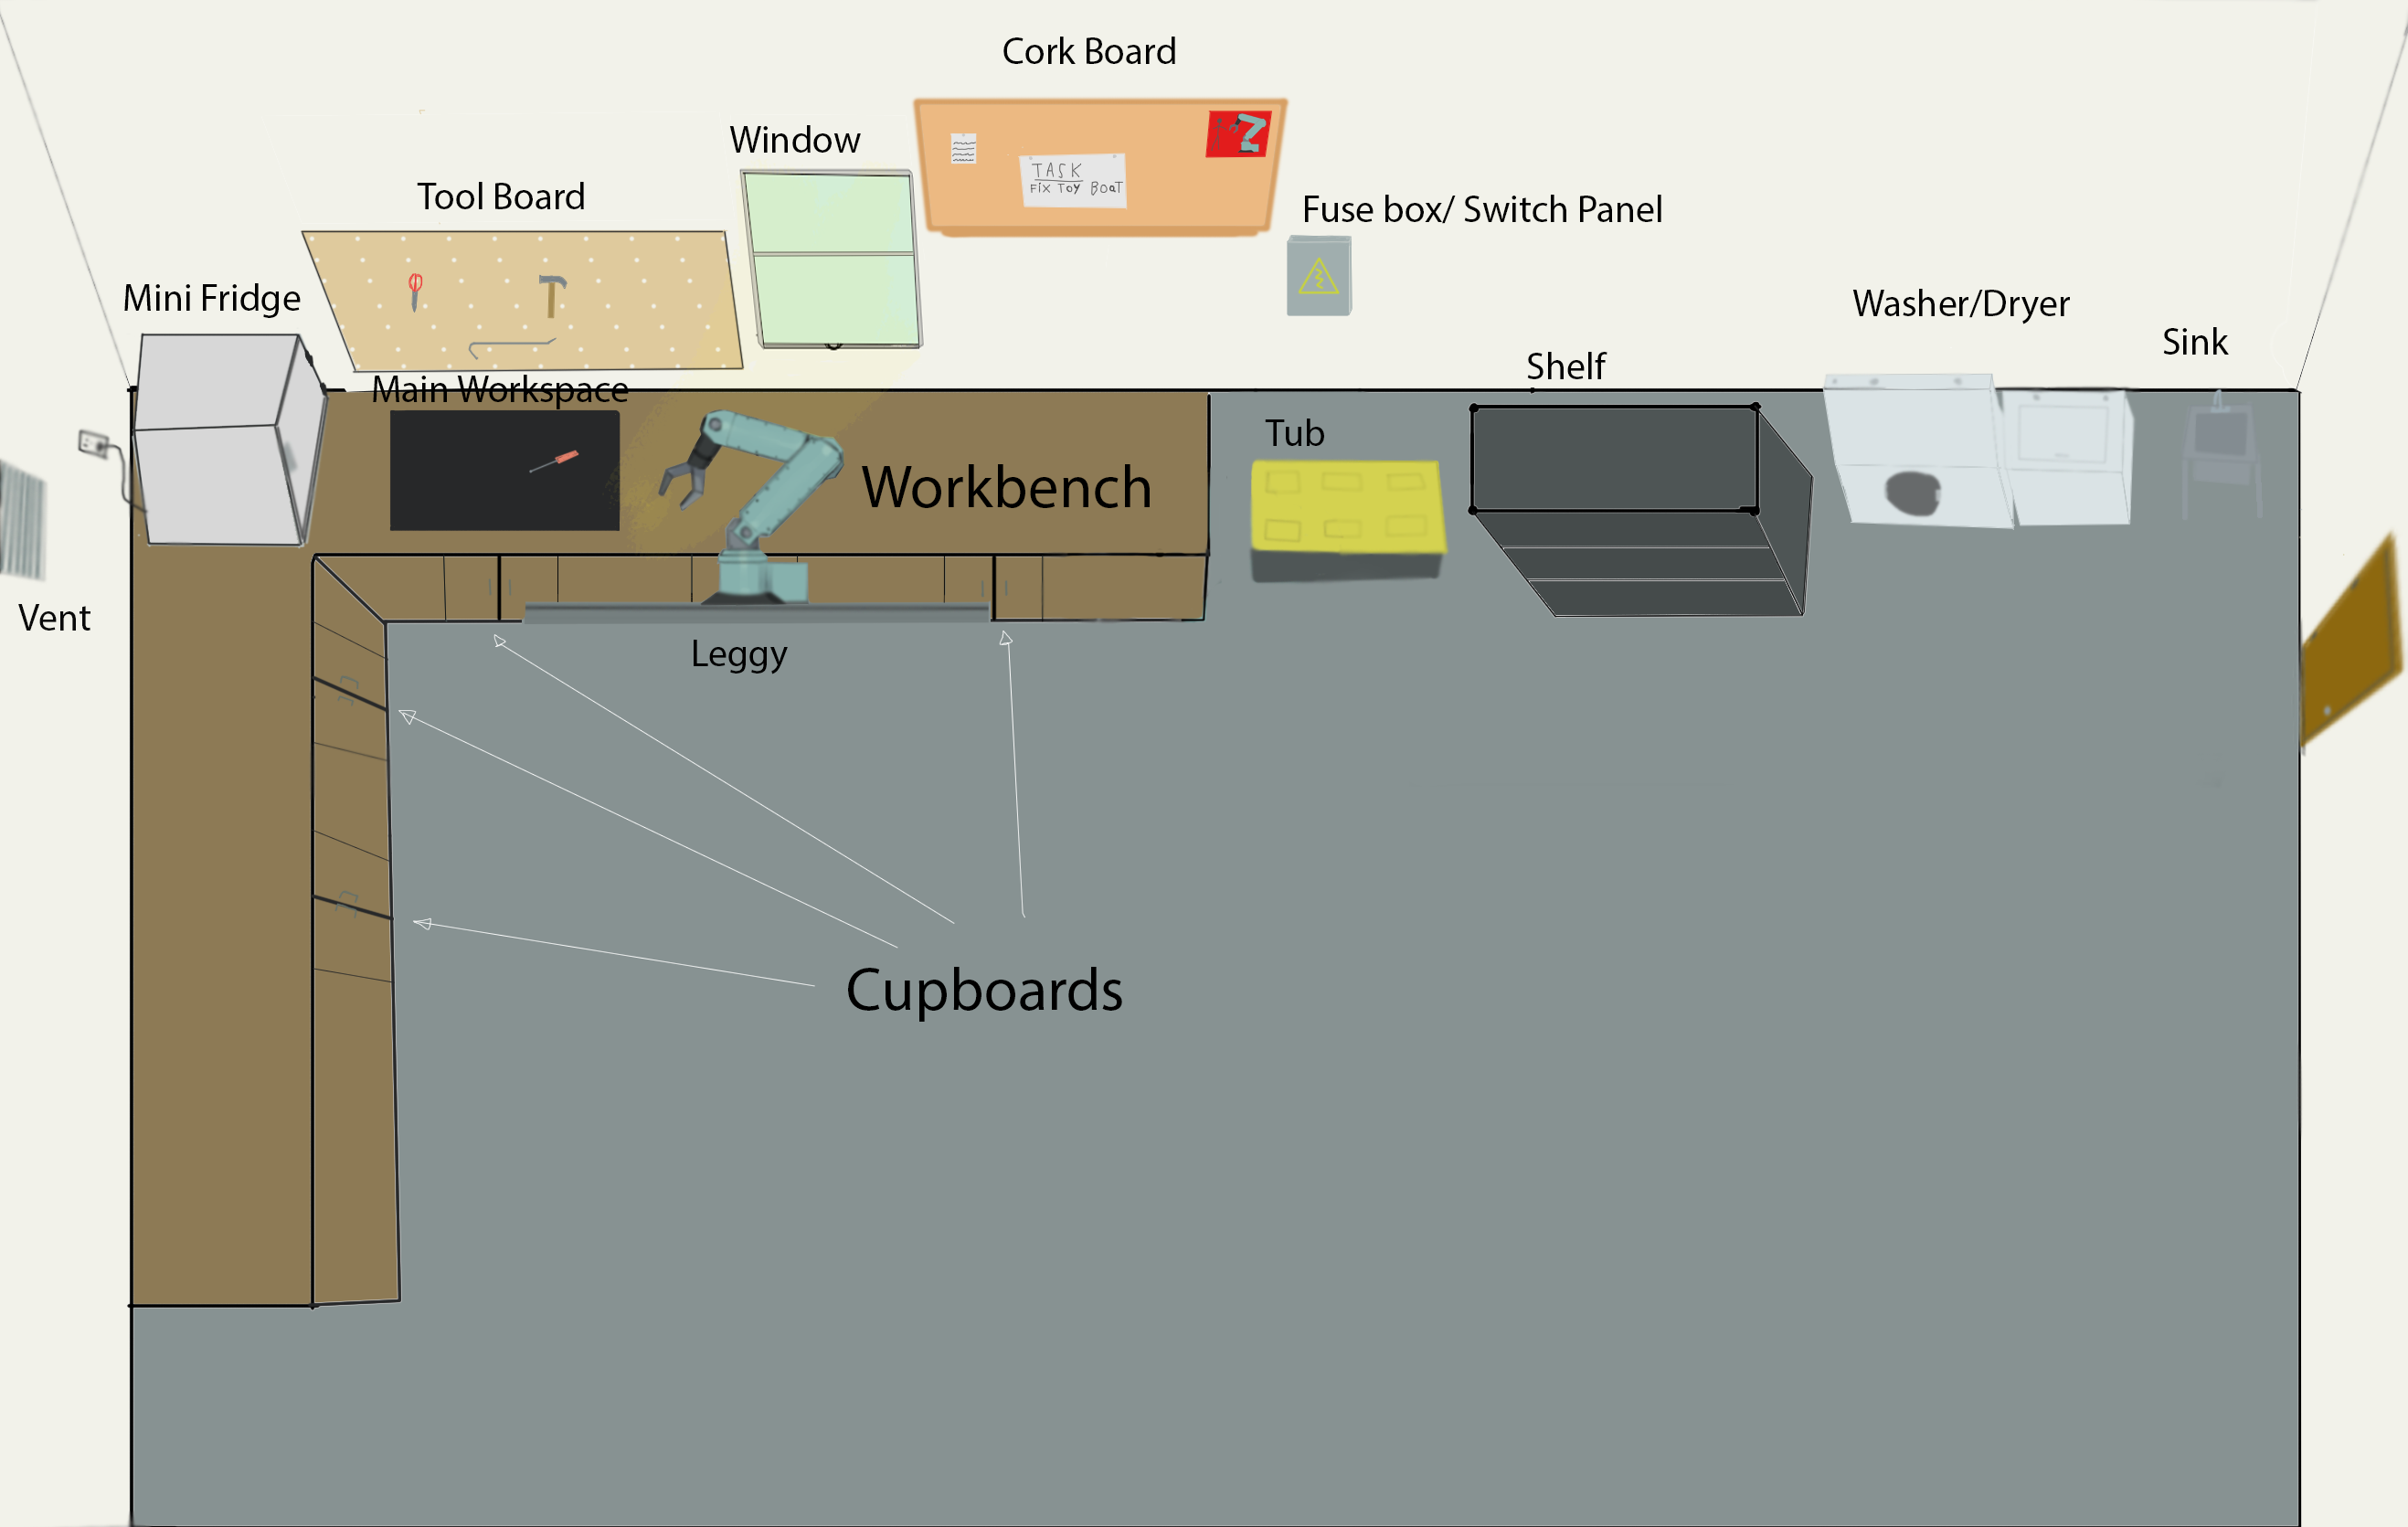 Cork Board
Window
TASK
FIX TOY BOAT
Tool Board
Fuse box/ Switch Panel
Mini Fridge
Washer/Dryer
Sink
Shelf
Main Workspace
Tub
Workbench
Vent
Leggy
Cupboards